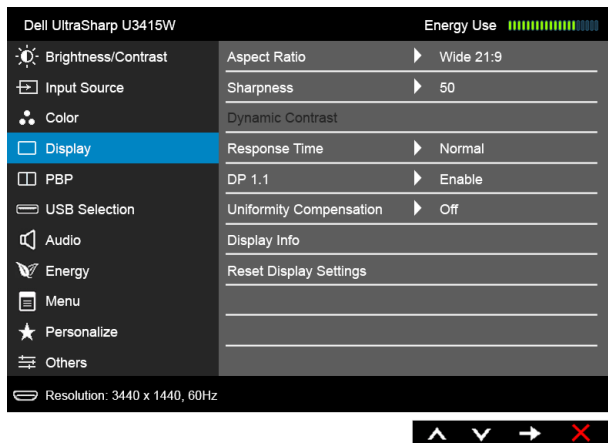 Dell UltraSharp U3415W Energy Use
Brightness/Contrast
Input Source
Color
Display
PBP
USB Selection
Audio
Energy
Menu
Personalize
Others
Aspect Ratio Wide 21:9
Sharpness 50
Dynamic Contrast
Response Time Normal
DP 1.1 Enable
Uniformity Compensation Off
Display Info
Reset Display Settings
Resolution: 3440 x 1440, 60Hz